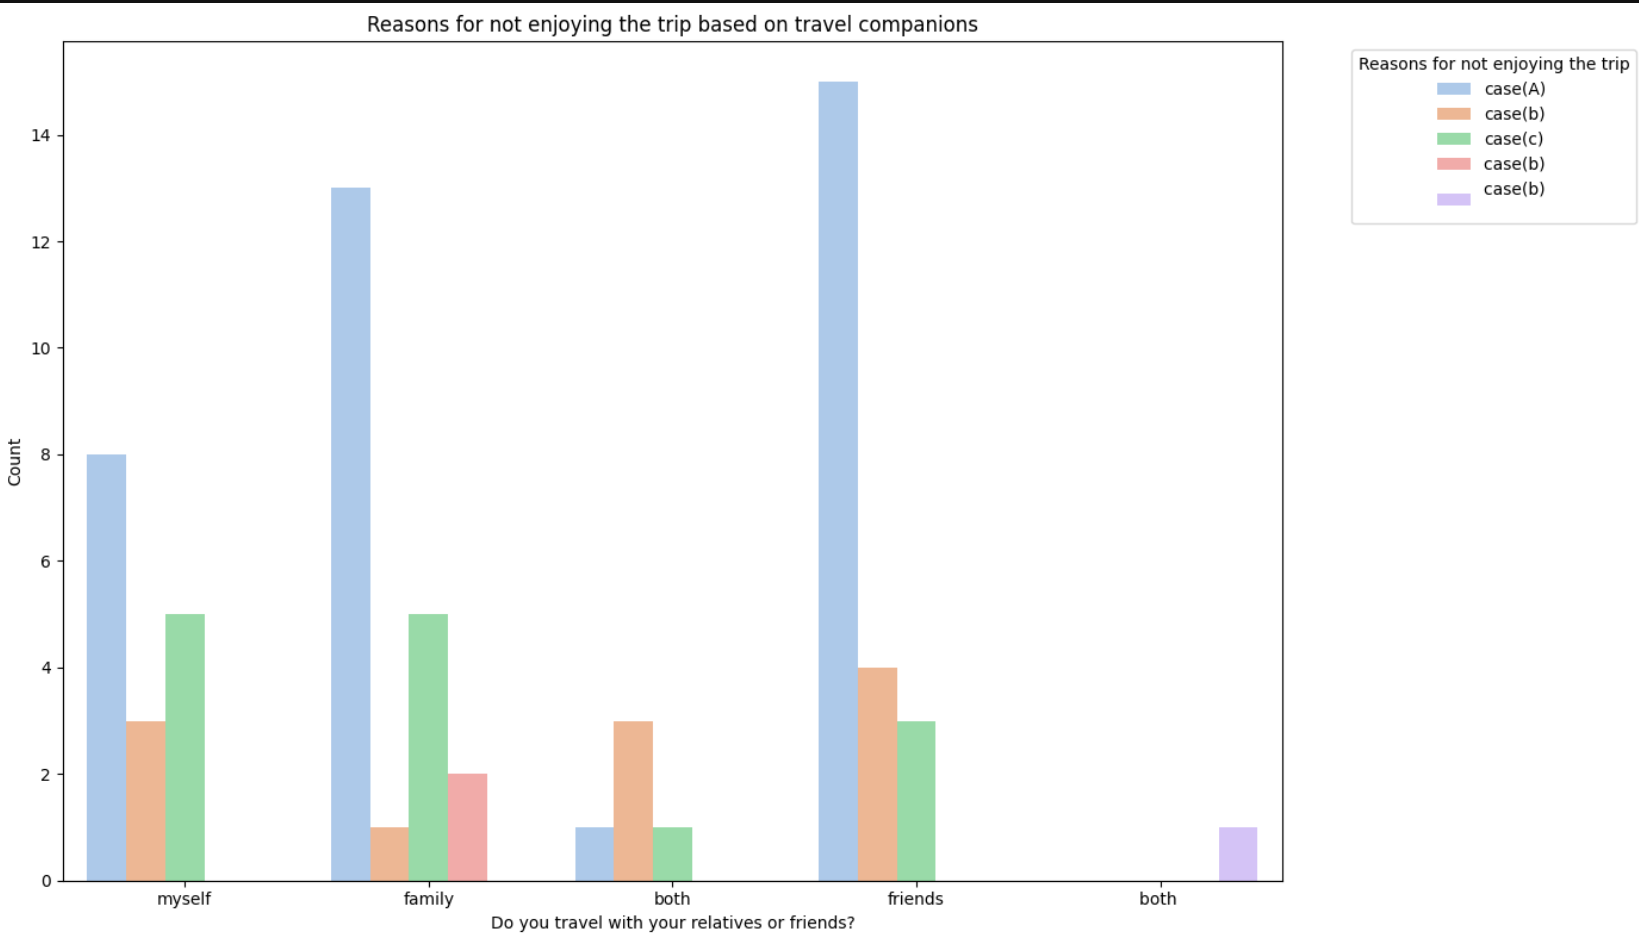 Reasons for not enjoying the trip based on travel companions
Reasons for not enjoying the trip
case(A)
case(b)
case(c)
case(b)
case(b)
14
12
10
8
6
4
2
0
Count
myself family both friends both
Do you travel with your relatives or friends?